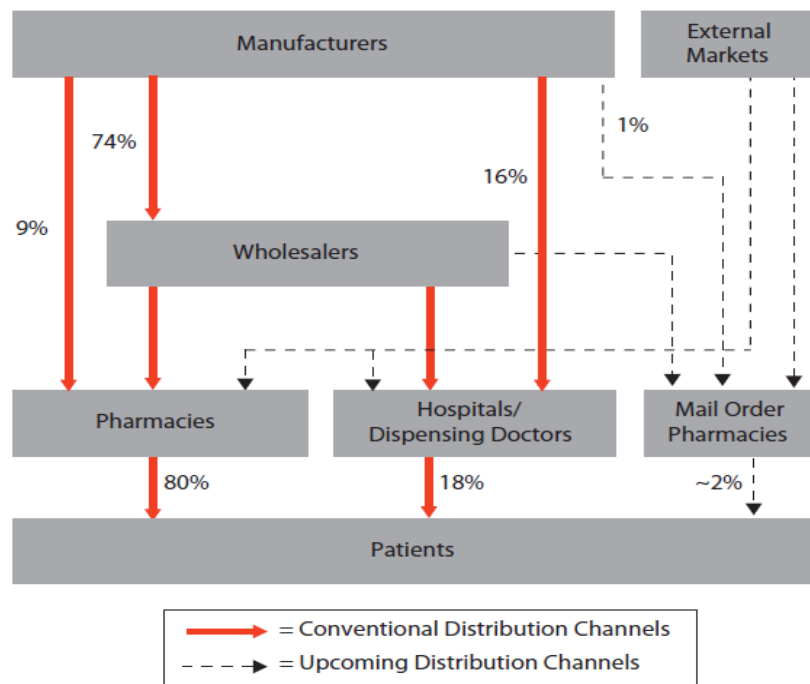 Manufacturers
External
Markets
1%
74%
16%
9%
Wholesalers
Pharmacies
Hospitals/
Dispensing Doctors
Mail Order
Pharmacies
80%
18%
~2%
Patients
= Conventional Distribution Channels
= Upcoming Distribution Channels